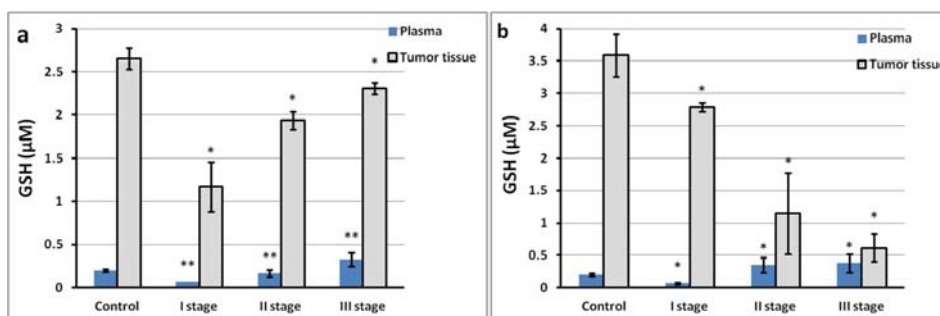 a
Plasma
Tumor tissue
GSH (µM)
3
2.5
2
1.5
1
0.5
0
*
*
*
**
**
**
Control
I stage
II stage
III stage
b
Plasma
Tumor tissue
GSH (µM)
4
3.5
3
2.5
2
1.5
1
0.5
0
*
*
*
*
*
*
Control
I stage
II stage
III stage